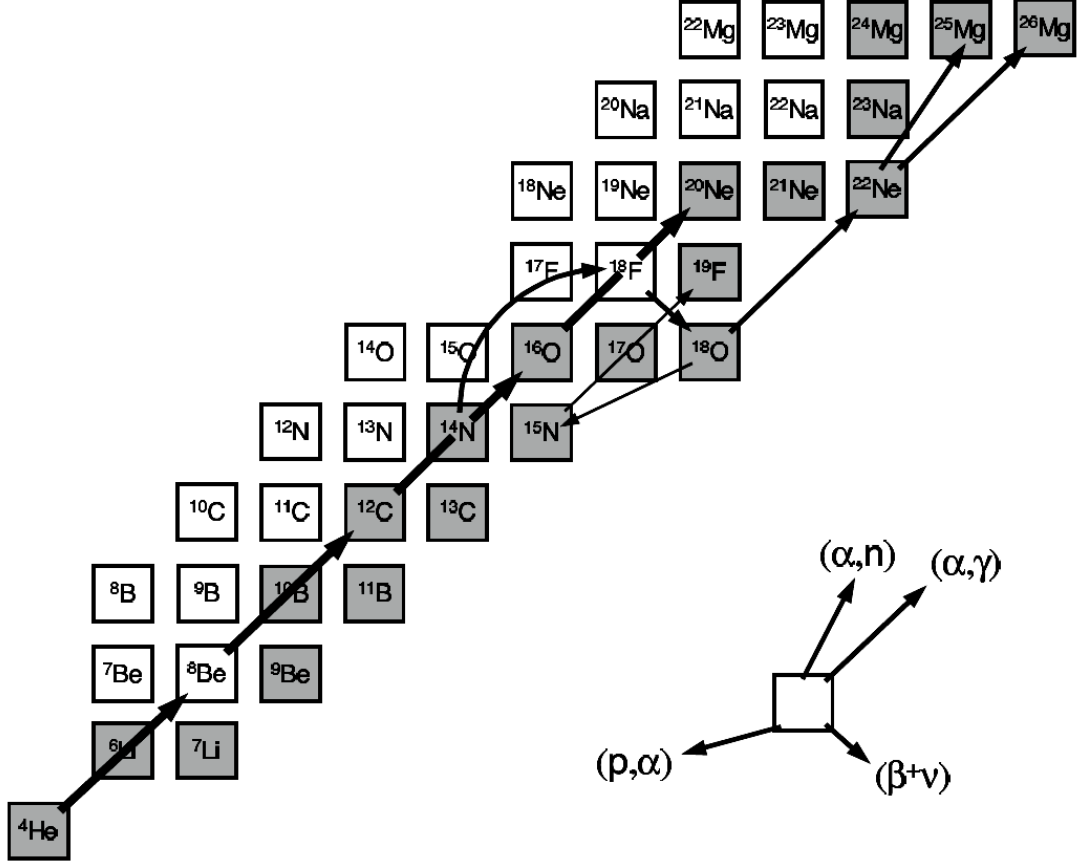 ²²Mg ²³Mg ²⁴Mg ²⁵Mg ²⁶Mg
²⁰Na ²¹Na ²²Na ²³Na
¹⁸Ne ¹⁹Ne ²⁰Ne ²¹Ne ²²Ne
¹⁷F ¹⁸F ¹⁹F
¹⁴O ¹⁵O ¹⁶O ¹⁷O ¹⁸O
¹²N ¹³N ¹⁴N ¹⁵N
¹⁰C ¹¹C ¹²C ¹³C
⁸B ⁹B ¹⁰B ¹¹B
⁷Be ⁸Be ⁹Be
⁶Li ⁷Li
⁴He
(α,n) (α,γ)
(p,α) (β⁺ν)